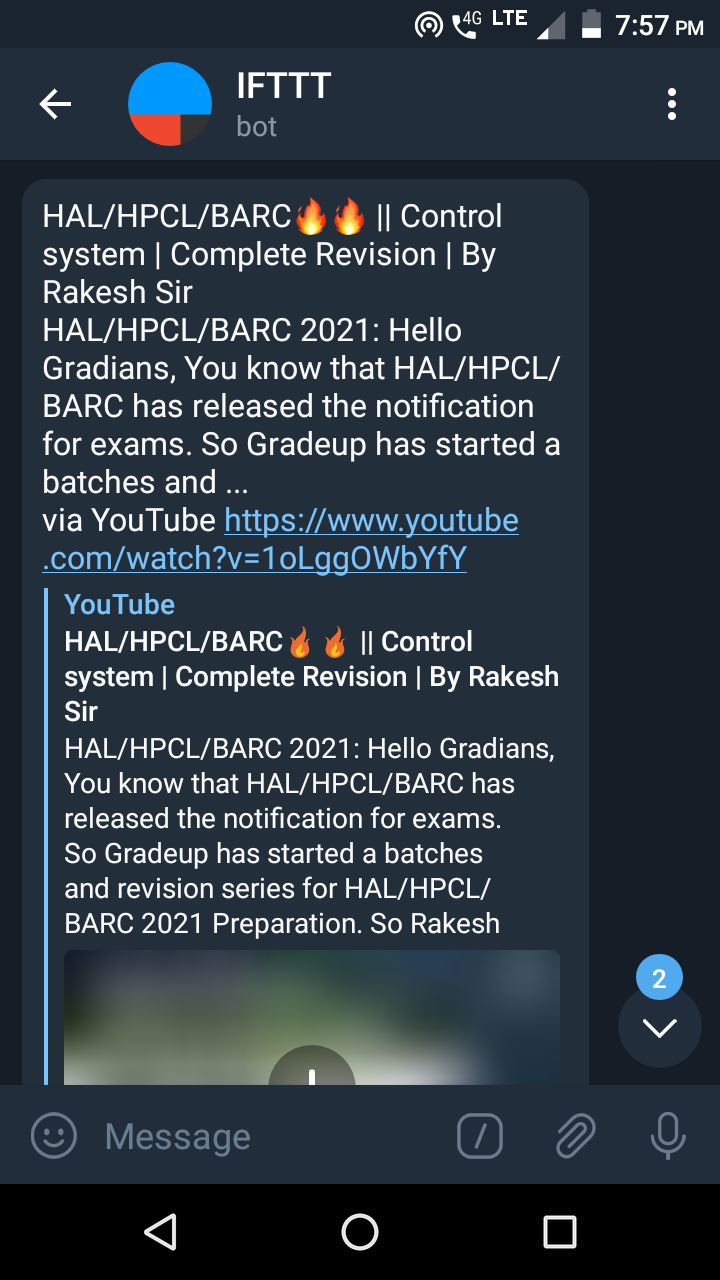 4G LTE 7:57 PM
IFTTT
bot
HAL/HPCL/BARC🔥🔥 || Control
system | Complete Revision | By
Rakesh Sir
HAL/HPCL/BARC 2021: Hello
Gradians, You know that HAL/HPCL/
BARC has released the notification
for exams. So Gradeup has started a
batches and ...
via YouTube https://www.youtube
.com/watch?v=1oLggOWbYfY
YouTube
HAL/HPCL/BARC🔥 🔥 || Control
system | Complete Revision | By Rakesh
Sir
HAL/HPCL/BARC 2021: Hello Gradians,
You know that HAL/HPCL/BARC has
released the notification for exams.
So Gradeup has started a batches
and revision series for HAL/HPCL/
BARC 2021 Preparation. So Rakesh
2
Message